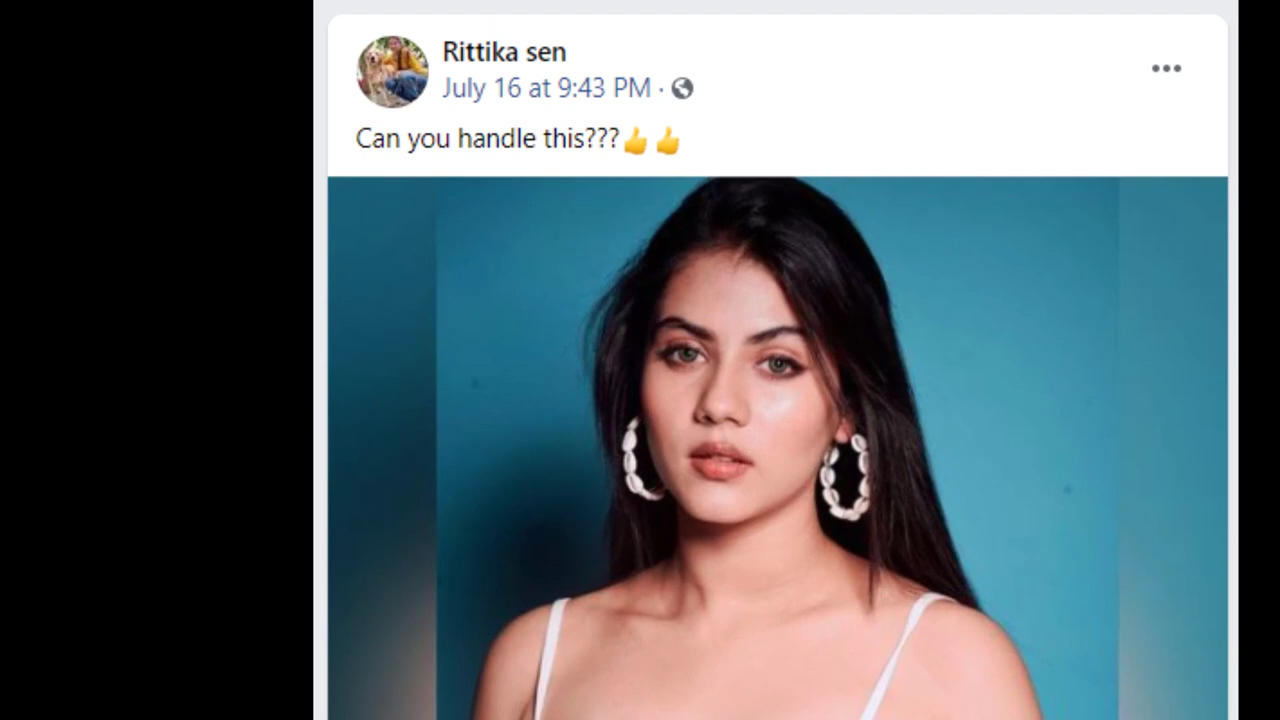 Rittika sen
July 16 at 9:43 PM ·
Can you handle this???👍👍